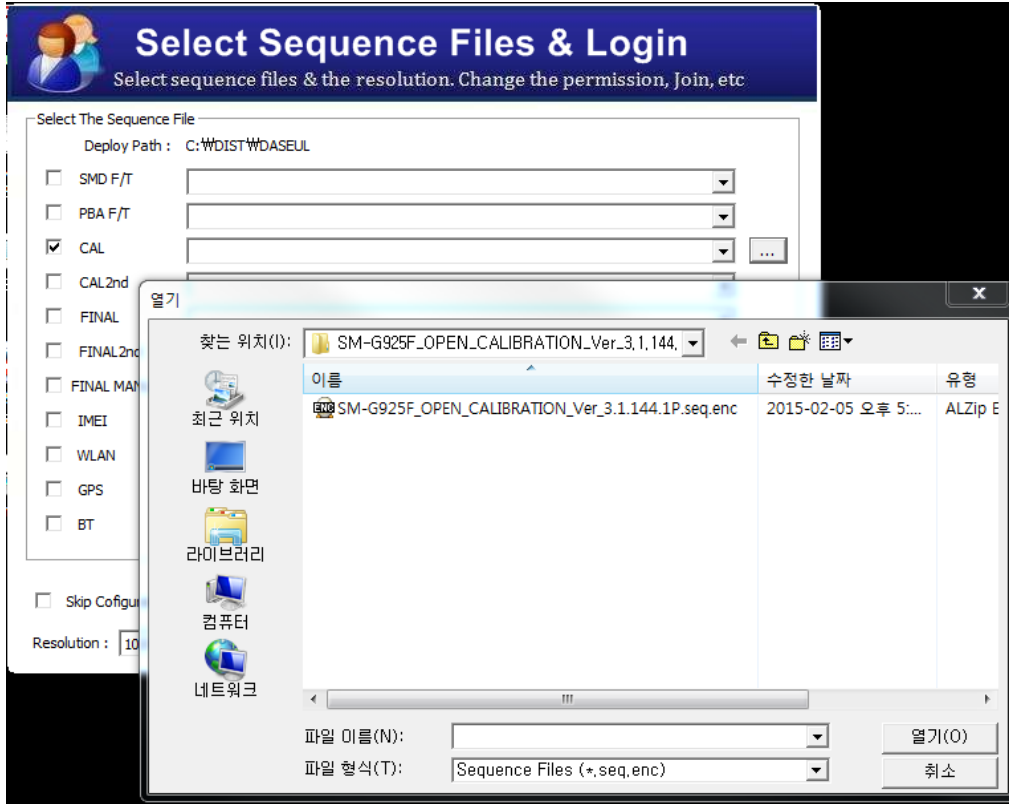 Select Sequence Files & Login
Select sequence files & the resolution. Change the permission, Join, etc
Select The Sequence File
Deploy Path : C:₩DIST₩DASEUL
SMD F/T
PBA F/T
CAL
...
CAL2nd
FINAL
FINAL2nd
FINAL MAN
IMEI
WLAN
GPS
BT
Skip Cofigu
Resolution : 10
열기
x
찾는 위치(I): SM-G925F_OPEN_CALIBRATION_Ver_3.1.144.
이름 수정한 날짜 유형
SM-G925F_OPEN_CALIBRATION_Ver_3.1.144.1P.seq.enc 2015-02-05 오후 5:... ALZip E
최근 위치
바탕 화면
라이브러리
컴퓨터
네트워크
파일 이름(N): 열기(O)
파일 형식(T): Sequence Files (*.seq.enc) 취소